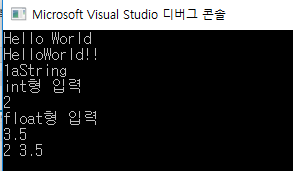 Microsoft Visual Studio 디버그 콘솔
Hello World
HelloWorld!!
1aString
int형 입력
2
float형 입력
3.5
2 3.5